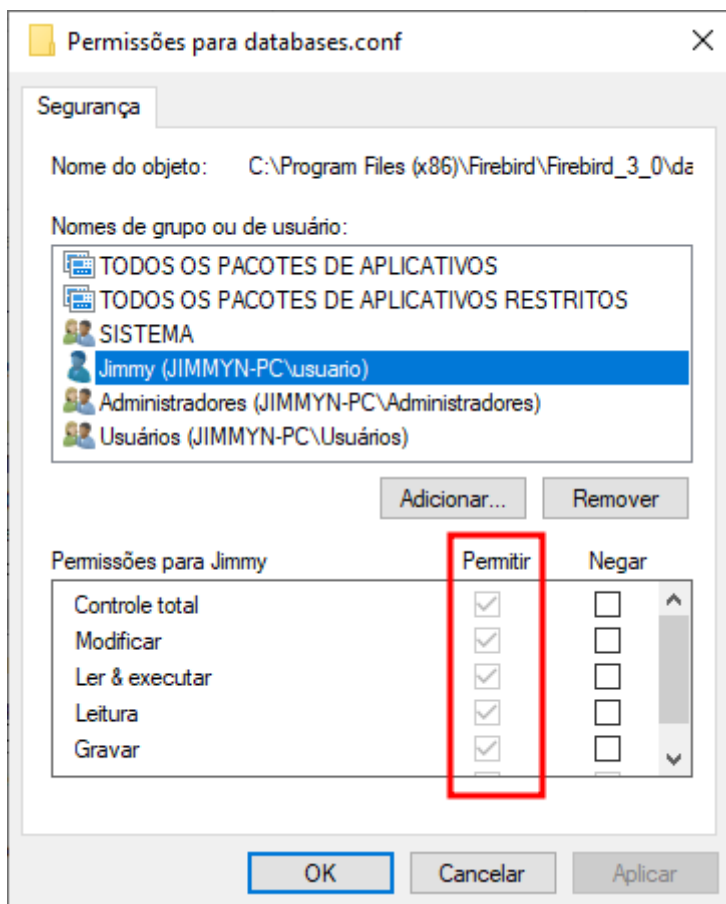 Permissões para databases.conf
Segurança
Nome do objeto: C:\Program Files (x86)\Firebird\Firebird_3_0\da
Nomes de grupo ou de usuário:
TODOS OS PACOTES DE APLICATIVOS
TODOS OS PACOTES DE APLICATIVOS RESTRITOS
SISTEMA
Jimmy (JIMMYN-PC\usuario)
Administradores (JIMMYN-PC\Administradores)
Usuários (JIMMYN-PC\Usuários)
Adicionar... Remover
Permissões para Jimmy Permitir Negar
Controle total
Modificar
Ler & executar
Leitura
Gravar
OK Cancelar Aplicar